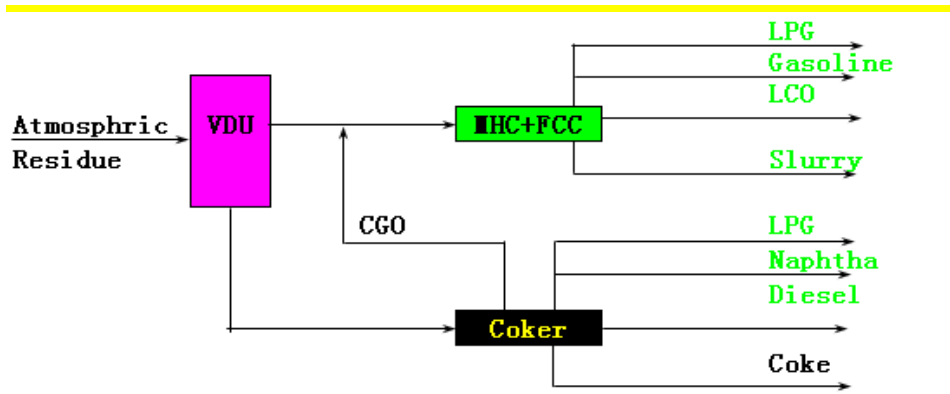 LPG
Gasoline
LCO
Atmosphric
Residue
VDU
MHC+FCC
Slurry
CGO
LPG
Naphtha
Diesel
Coker
Coke